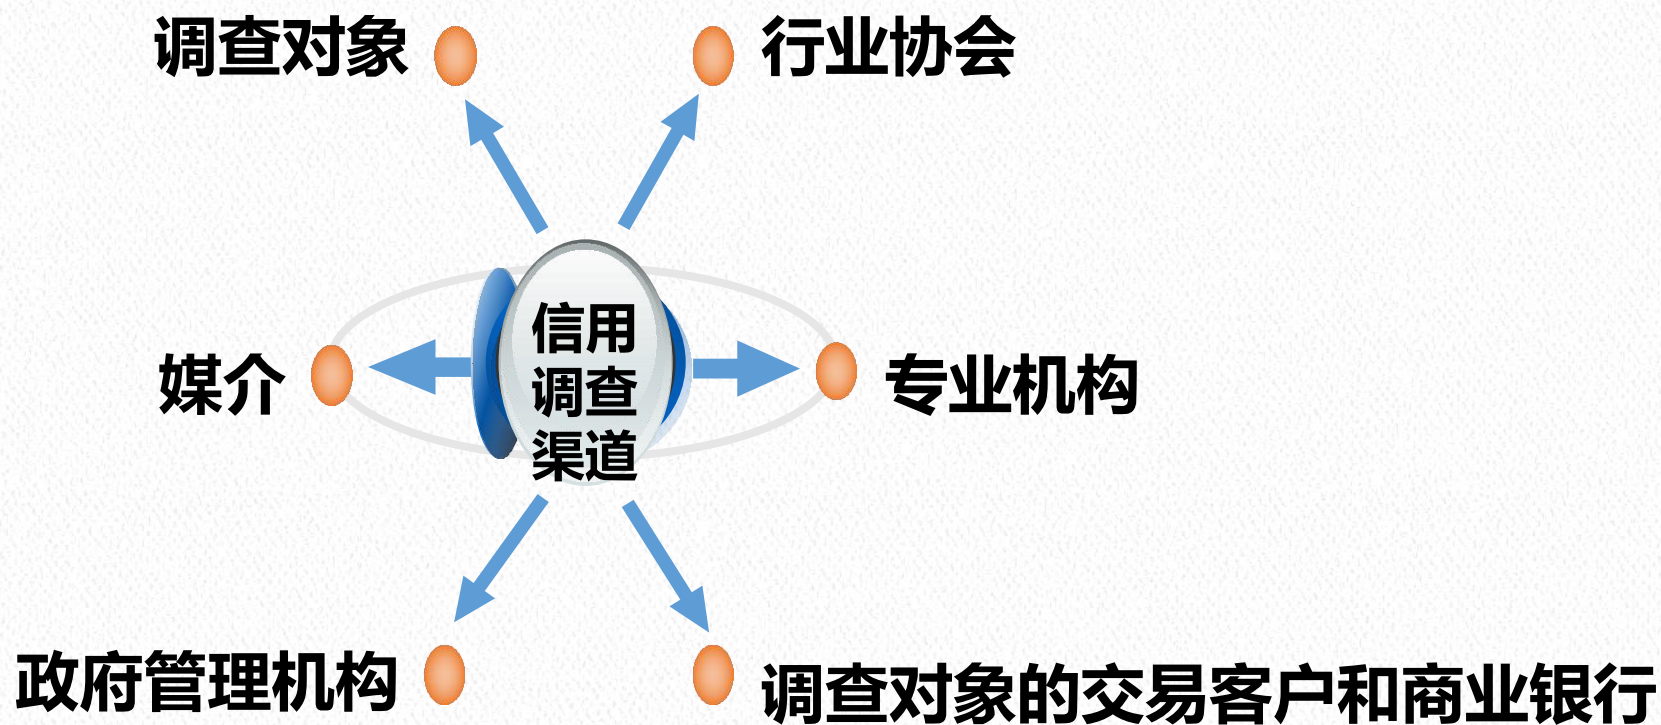 调查对象
行业协会
信用
调查
渠道
媒介
专业机构
政府管理机构
调查对象的交易客户和商业银行